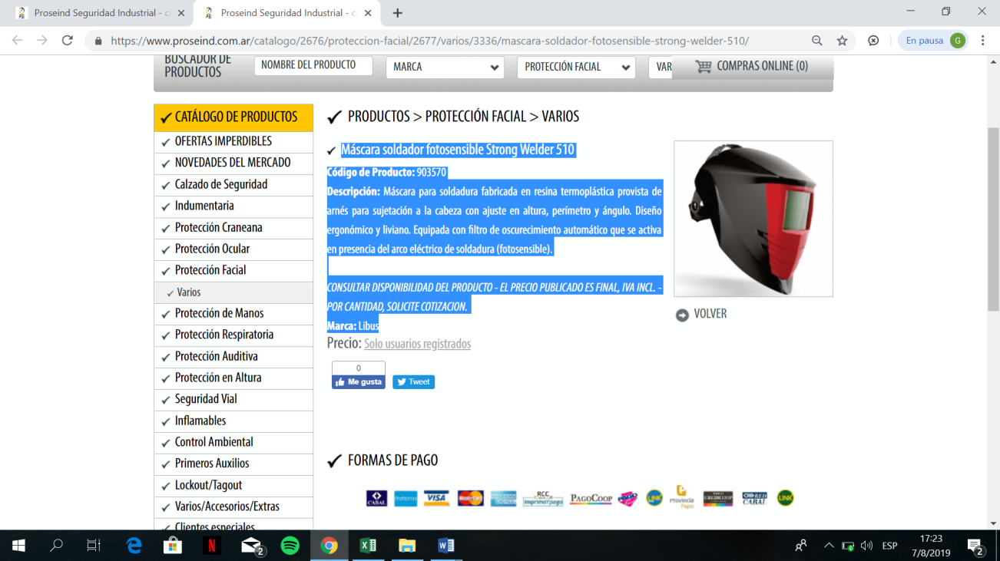 Proseind Seguridad Industrial - c
Proseind Seguridad Industrial - c
https://www.proseind.com.ar/catalogo/2676/proteccion-facial/2677/varios/3336/mascara-soldador-fotosensible-strong-welder-510/
En pausa
G
BUSCADOR DE
PRODUCTOS
NOMBRE DEL PRODUCTO
MARCA
PROTECCIÓN FACIAL
VAR
COMPRAS ONLINE (0)
CATÁLOGO DE PRODUCTOS
OFERTAS IMPERDIBLES
NOVEDADES DEL MERCADO
Calzado de Seguridad
Indumentaria
Protección Craneana
Protección Ocular
Protección Facial
Varios
Protección de Manos
Protección Respiratoria
Protección Auditiva
Protección en Altura
Seguridad Vial
Inflamables
Control Ambiental
Primeros Auxilios
Lockout/Tagout
Varios/Accesorios/Extras
Clientes especiales
PRODUCTOS > PROTECCIÓN FACIAL > VARIOS
Máscara soldador fotosensible Strong Welder 510
Código de Producto: 903570
Descripción: Máscara para soldadura fabricada en resina termoplástica provista de
arnés para sujetación a la cabeza con ajuste en altura, perímetro y ángulo. Diseño
ergonómico y liviano. Equipada con filtro de oscurecimiento automático que se activa
en presencia del arco eléctrico de soldadura (fotosensible).
CONSULTAR DISPONIBILIDAD DEL PRODUCTO - EL PRECIO PUBLICADO ES FINAL, IVA INCL. -
POR CANTIDAD, SOLICITE COTIZACION.
Marca: Libus
Precio: Solo usuarios registrados
0
Me gusta
Tweet
VOLVER
FORMAS DE PAGO
CABAL
VISA
MasterCard
RCC
imprimo y pago
PAGOCOOP
LINK
Provincia
Pagos
CREDICOOP
RED
CABAL
LINK
2
ESP
17:23
7/8/2019
2